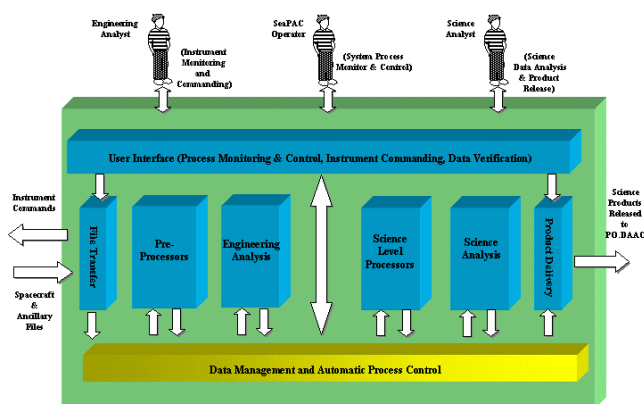 Engineering
Analyst
(Instrument
Monitoring
and
Commanding)
SeaPAC
Operator
(System Process
Monitor & Control)
Science
Analyst
(Science
Data Analysis
& Product
Release)
User Interface (Process Monitoring & Control, Instrument Commanding, Data Verification)
Instrument
Commands
Spacecraft
&
Ancillary
Files
File Transfer
Pre-
Processors
Engineering
Analysis
Science
Level
Processors
Science
Analysis
Product Delivery
Science
Products
Released
to
PO.DAAC
Data Management and Automatic Process Control